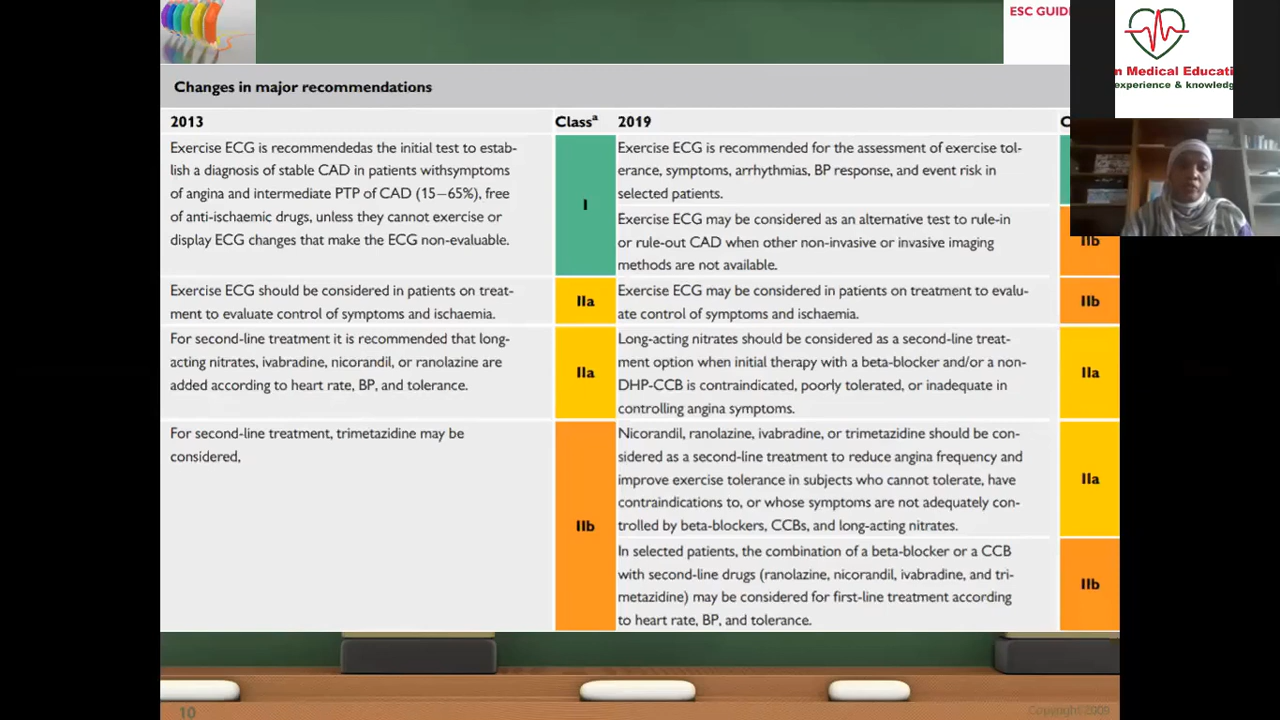 ESC GUID
n Medical Educati
experience & knowledg
Changes in major recommendations
2013
Classᵃ
2019
C
Exercise ECG is recommendedas the initial test to estab-
lish a diagnosis of stable CAD in patients withsymptoms
of angina and intermediate PTP of CAD (15–65%), free
of anti-ischaemic drugs, unless they cannot exercise or
display ECG changes that make the ECG non-evaluable.
I
Exercise ECG is recommended for the assessment of exercise tol-
erance, symptoms, arrhythmias, BP response, and event risk in
selected patients.
Exercise ECG may be considered as an alternative test to rule-in
or rule-out CAD when other non-invasive or invasive imaging
methods are not available.
IIb
Exercise ECG should be considered in patients on treat-
ment to evaluate control of symptoms and ischaemia.
IIa
Exercise ECG may be considered in patients on treatment to evalu-
ate control of symptoms and ischaemia.
IIb
For second-line treatment it is recommended that long-
acting nitrates, ivabradine, nicorandil, or ranolazine are
added according to heart rate, BP, and tolerance.
IIa
Long-acting nitrates should be considered as a second-line treat-
ment option when initial therapy with a beta-blocker and/or a non-
DHP-CCB is contraindicated, poorly tolerated, or inadequate in
controlling angina symptoms.
IIa
For second-line treatment, trimetazidine may be
considered,
IIb
Nicorandil, ranolazine, ivabradine, or trimetazidine should be con-
sidered as a second-line treatment to reduce angina frequency and
improve exercise tolerance in subjects who cannot tolerate, have
contraindications to, or whose symptoms are not adequately con-
trolled by beta-blockers, CCBs, and long-acting nitrates.
IIa
In selected patients, the combination of a beta-blocker or a CCB
with second-line drugs (ranolazine, nicorandil, ivabradine, and tri-
metazidine) may be considered for first-line treatment according
to heart rate, BP, and tolerance.
IIb
10
Copyright 2009